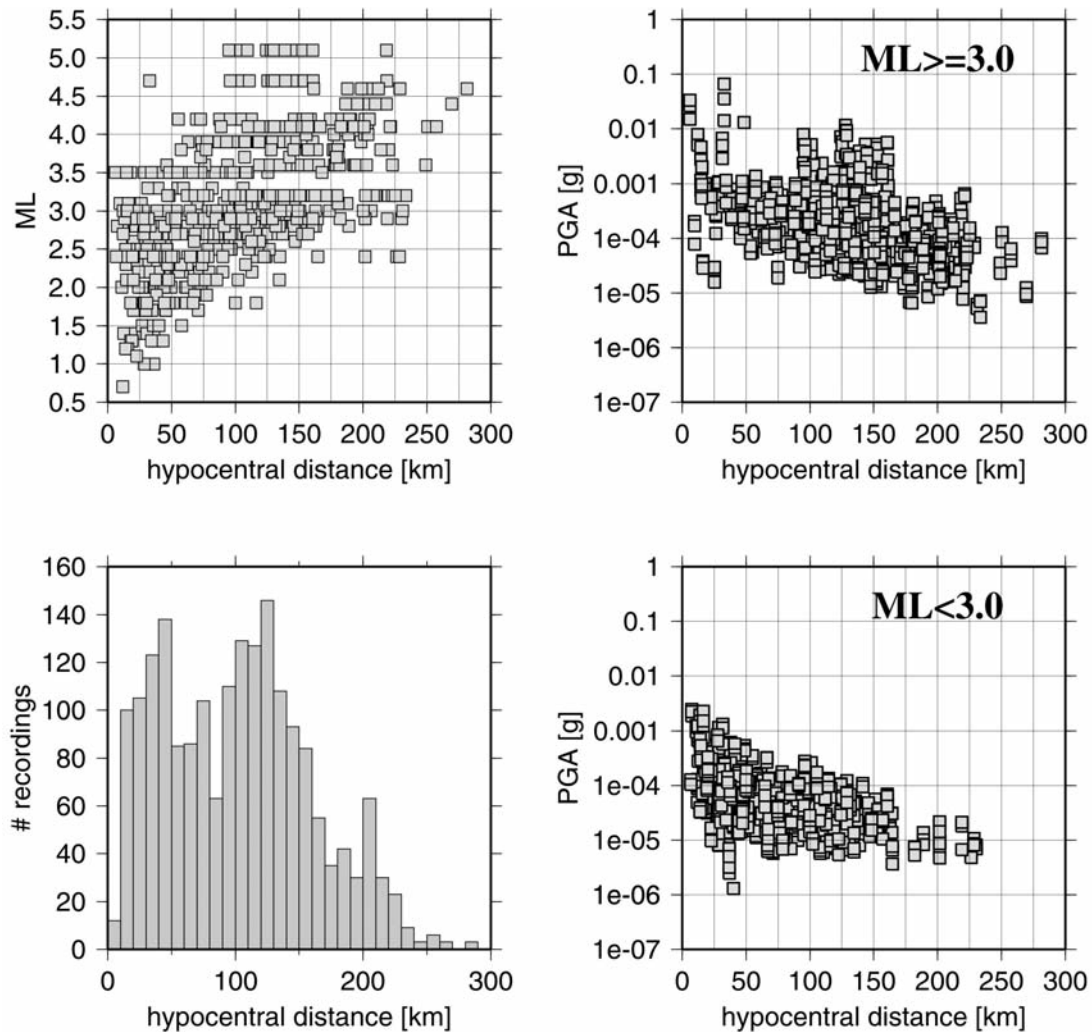 5.5
5.0
4.5
4.0
3.5
3.0
2.5
2.0
1.5
1.0
0.5
ML
0 50 100 150 200 250 300
hypocentral distance [km]
1
0.1
0.01
0.001
1e-04
1e-05
1e-06
1e-07
PGA [g]
ML>=3.0
0 50 100 150 200 250 300
hypocentral distance [km]
160
140
120
100
80
60
40
20
0
# recordings
0 50 100 150 200 250 300
hypocentral distance [km]
1
0.1
0.01
0.001
1e-04
1e-05
1e-06
1e-07
PGA [g]
ML<3.0
0 50 100 150 200 250 300
hypocentral distance [km]